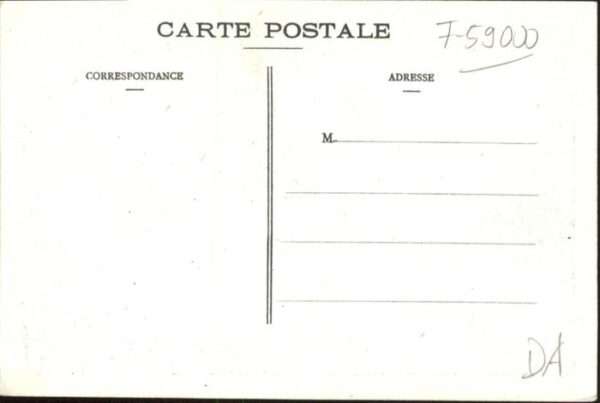 CARTE POSTALE
7-59000
CORRESPONDANCE
ADRESSE
M.
DA